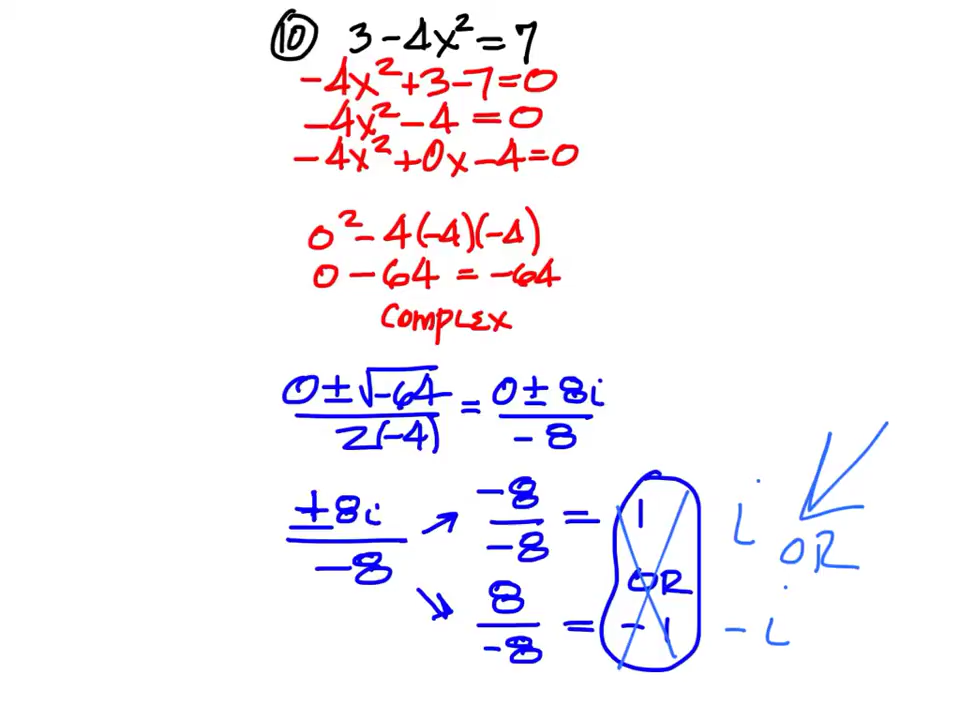 ⑩ 3 - 4x² = 7
-4x² + 3 - 7 = 0
-4x² - 4 = 0
-4x² + 0x - 4 = 0
0² - 4(-4)(-4)
0 - 64 = -64
COMPLEX
0 ± √-64 / 2(-4) = 0 ± 8i / -8
±8i / -8 ↗ -8 / -8 = 1 i
OR OR
↘ 8 / -8 = -1 -i